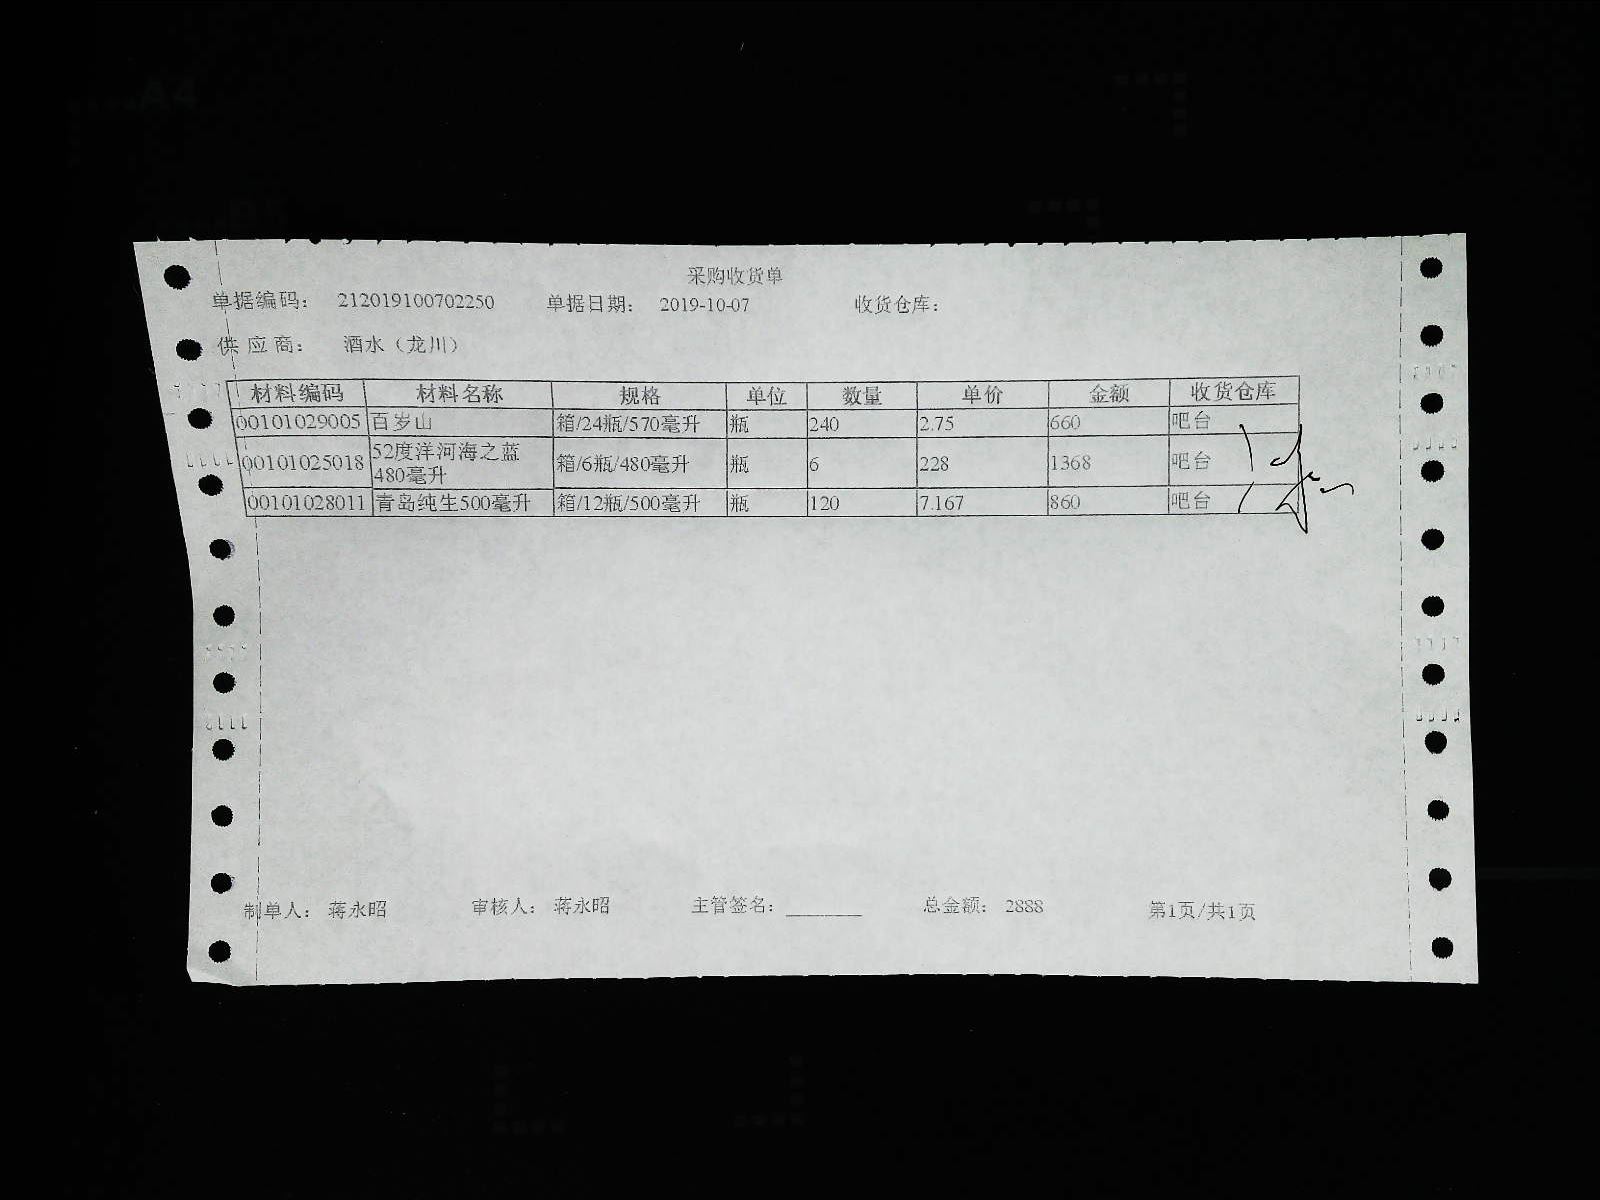 采购收货单
单据编码： 212019100702250 单据日期： 2019-10-07 收货仓库：
供 应 商： 酒水（龙川）
材料编码 材料名称 规格 单位 数量 单价 金额 收货仓库
00101029005 百岁山 箱/24瓶/570毫升 瓶 240 2.75 660 吧台
00101025018 52度洋河海之蓝480毫升 箱/6瓶/480毫升 瓶 6 228 1368 吧台
00101028011 青岛纯生500毫升 箱/12瓶/500毫升 瓶 120 7.167 860 吧台
制单人： 蒋永昭 审核人： 蒋永昭 主管签名： 总金额： 2888 第1页/共1页